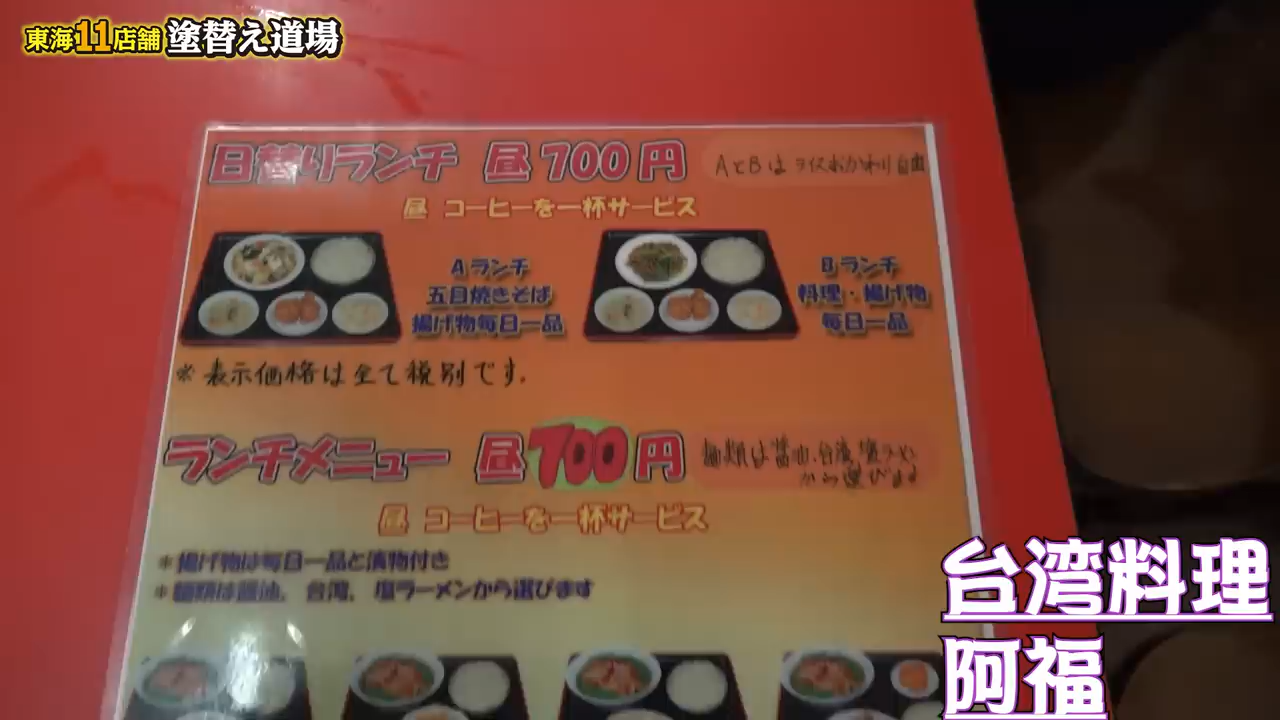 東海11店舗 塗替え道場
日替りランチ 昼700円
AとBはライスおかわり自由
昼 コーヒーを一杯サービス
Aランチ
五目焼きそば
揚げ物毎日一品
Bランチ
料理・揚げ物
毎日一品
※表示価格は全て税別です.
ランチメニュー 昼700円
麺類は醤油.台湾.塩ラーメン
から選びます
昼 コーヒーを一杯サービス
*揚げ物は毎日一品と漬物付き
*麺類は醤油、台湾、塩ラーメンから選びます
台湾料理
阿福